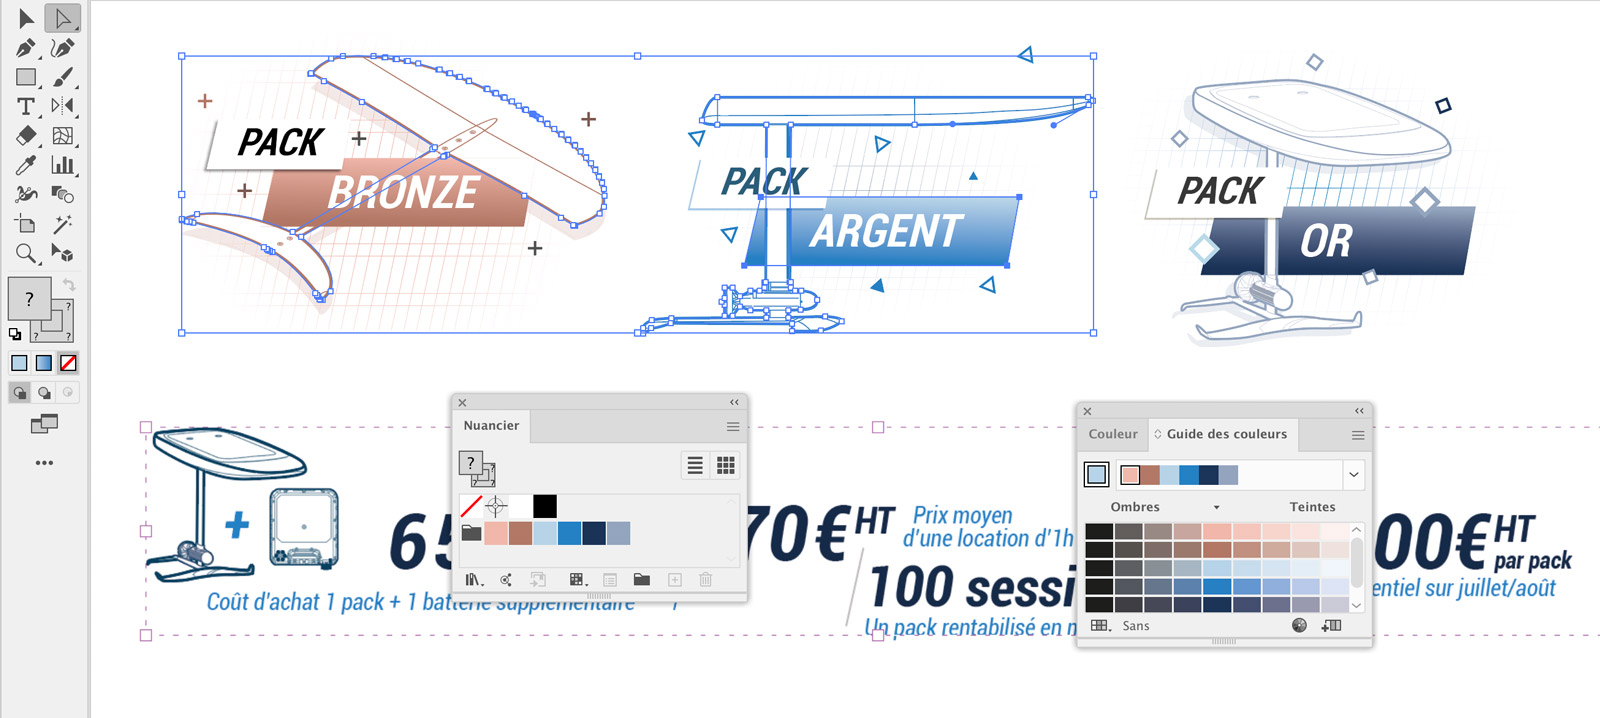 PACK
BRONZE
PACK
ARGENT
PACK
OR
?
?
?
?
T
Nuancier
?
?
?
Couleur
Guide des couleurs
Ombres
Teintes
Sans
65
70€HT
Prix moyen
d'une location d'1h
100 sessi
Un pack rentabilisé en
00€HT
par pack
entiel sur juillet/août
Coût d'achat 1 pack + 1 batterie supplémentaire